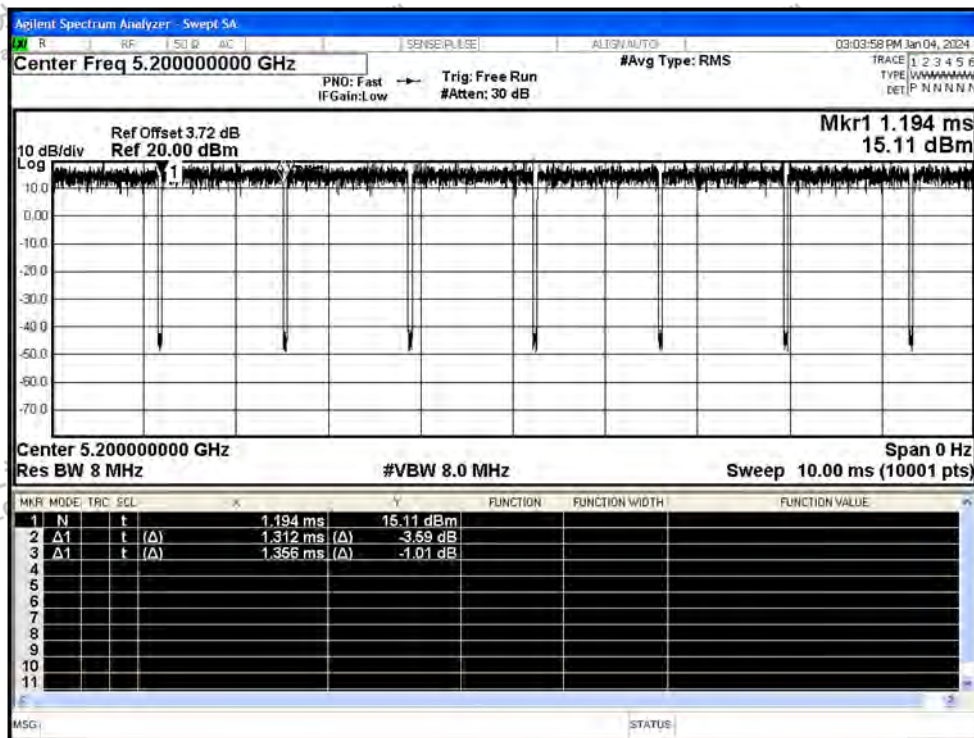 Agilent Spectrum Analyzer - Swept SA
LXI R RF 50 Ω AC SENSE:PULSE ALIGN AUTO 03:03:58 PM Jan 04, 2024
Center Freq 5.200000000 GHz #Avg Type: RMS TRACE 1 2 3 4 5 6
PNO: Fast Trig: Free Run TYPE WWWWWW
IFGain:Low #Atten: 30 dB DET P N N N N N
Mkr1 1.194 ms
Ref Offset 3.72 dB
10 dB/div Ref 20.00 dBm 15.11 dBm
Log
1
10.0
0.00
-10.0
-20.0
-30.0
-40.0
-50.0
-60.0
-70.0
Center 5.200000000 GHz Span 0 Hz
Res BW 8 MHz #VBW 8.0 MHz Sweep 10.00 ms (10001 pts)
MKR MODE TRC SCL X Y FUNCTION FUNCTION WIDTH FUNCTION VALUE
1 N t 1.194 ms 15.11 dBm
2 Δ1 t (Δ) 1.312 ms (Δ) -3.59 dB
3 Δ1 t (Δ) 1.356 ms (Δ) -1.01 dB
4
5
6
7
8
9
10
11
MSG STATUS